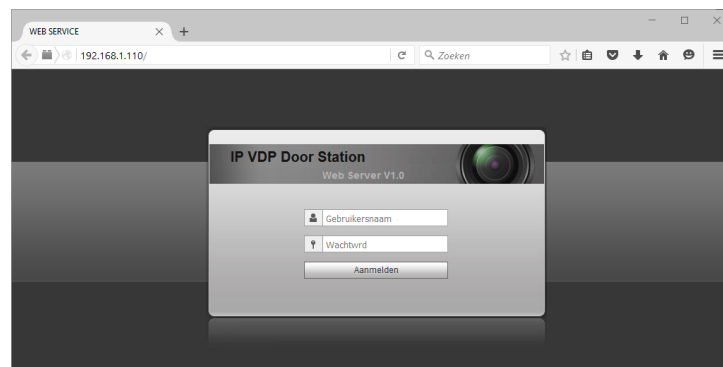 WEB SERVICE
192.168.1.110/
Zoeken
IP VDP Door Station
Web Server V1.0
Gebruikersnaam
Wachtwrd
Aanmelden